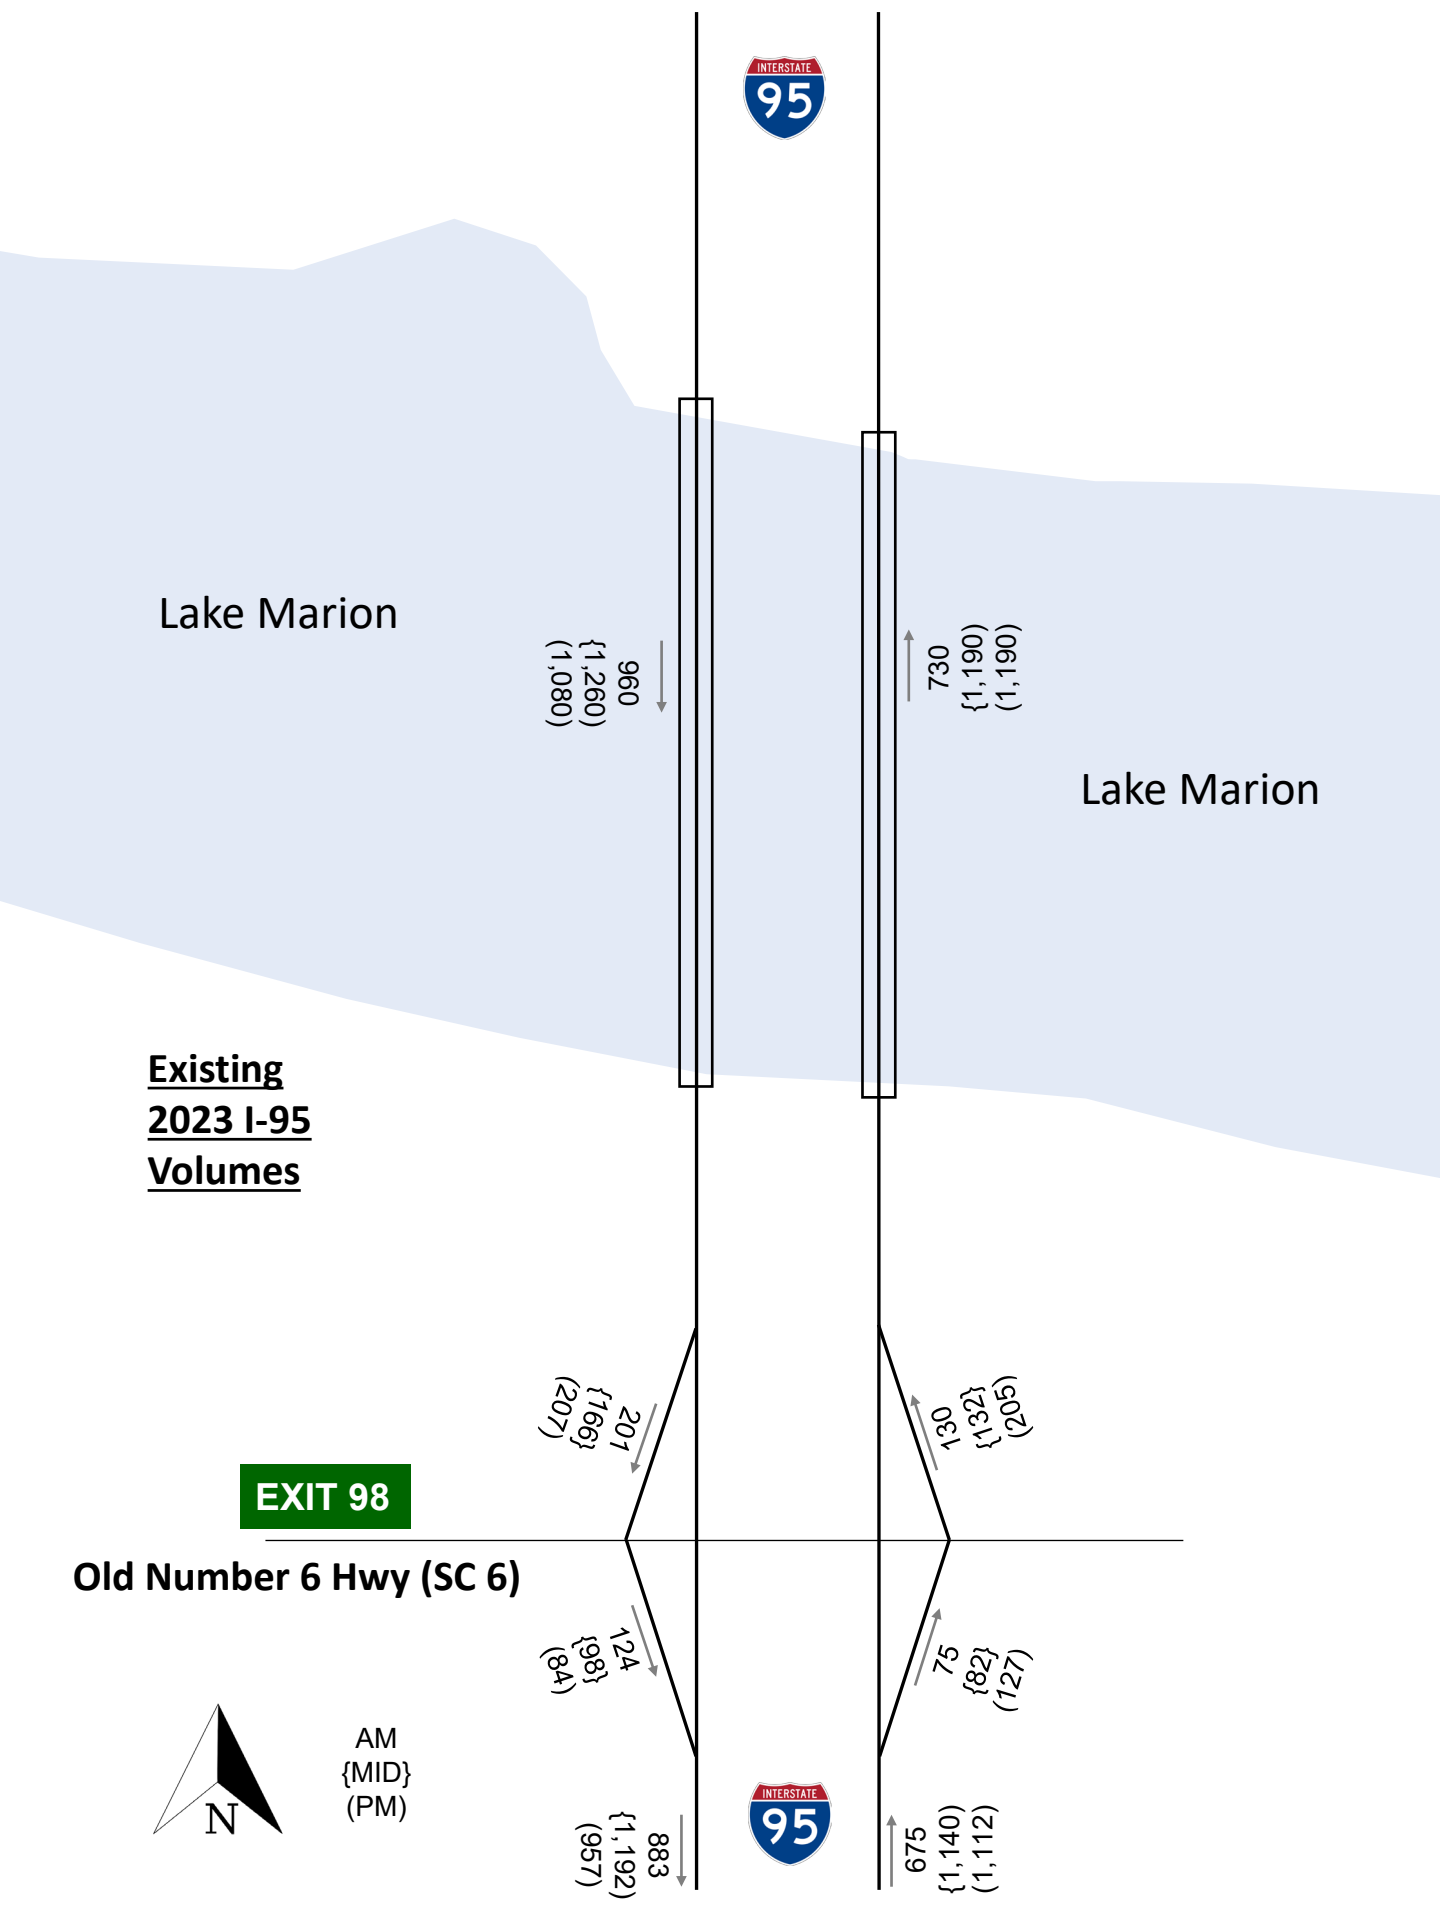 INTERSTATE
95
Lake Marion
960
{1,260)
(1,080)
730
{1,190)
(1,190)
Lake Marion
Existing
2023 I-95
Volumes
201
{166}
(207)
130
{132}
(205)
EXIT 98
Old Number 6 Hwy (SC 6)
124
{98}
(84)
75
{82}
(127)
N
AM
{MID}
(PM)
INTERSTATE
95
883
{1,192)
(957)
675
{1,140)
(1,112)